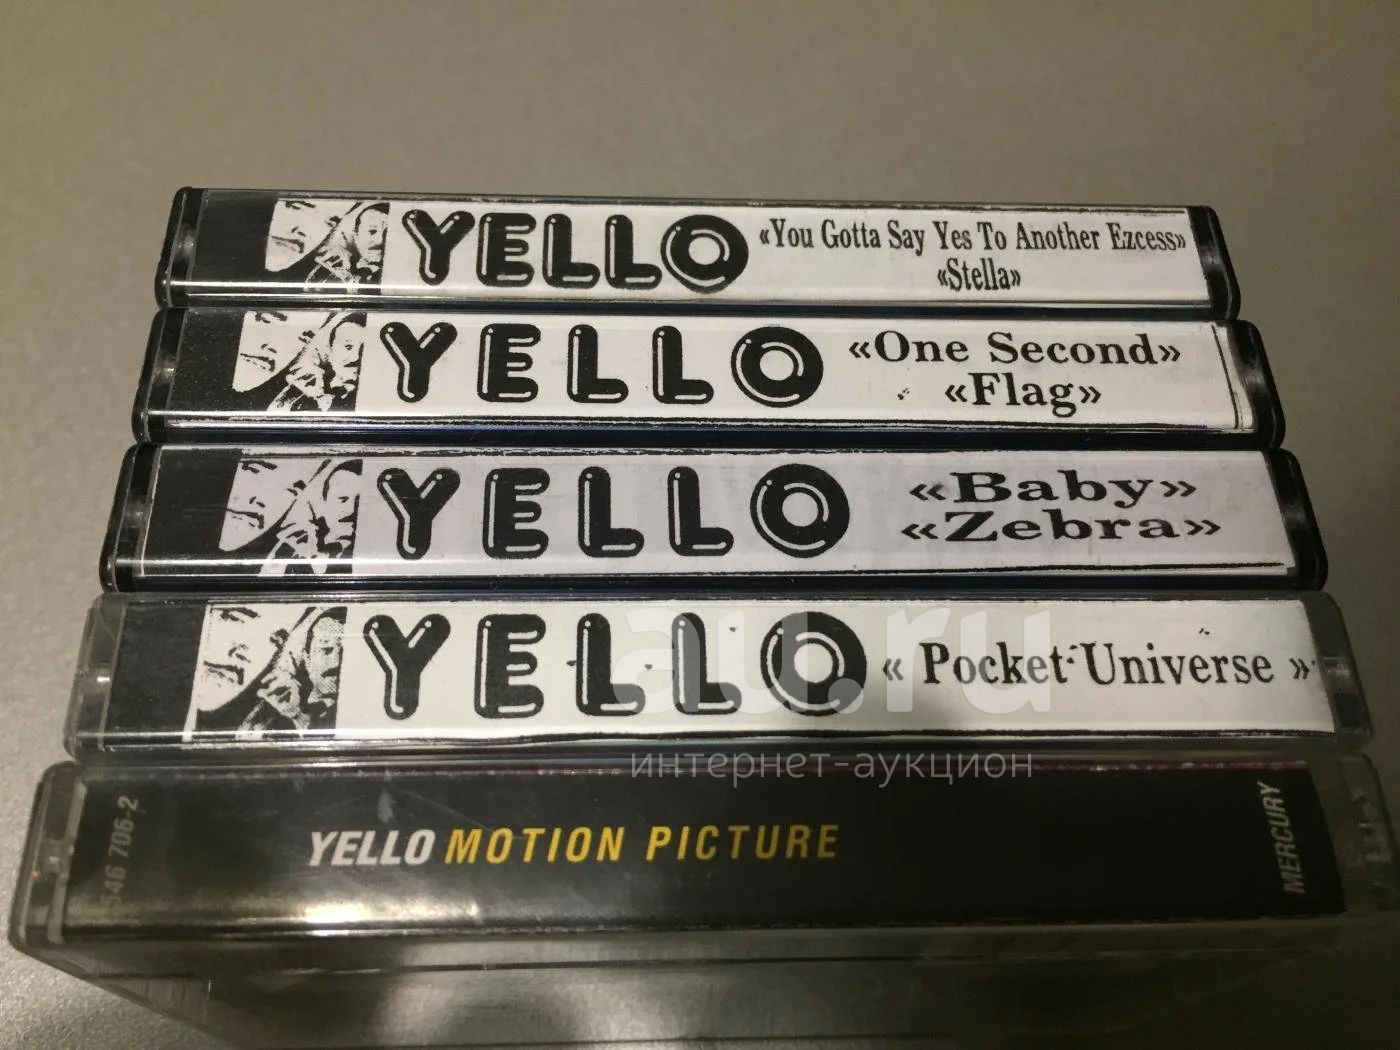 YELLO «You Gotta Say Yes To Another Ezcess»
«Stella»
YELLO «One Second»
«Flag»
YELLO «Baby»
«Zebra»
YELLO « Pocket Universe »
au.ru
интернет-аукцион
546 706-2
YELLO MOTION PICTURE
MERCURY